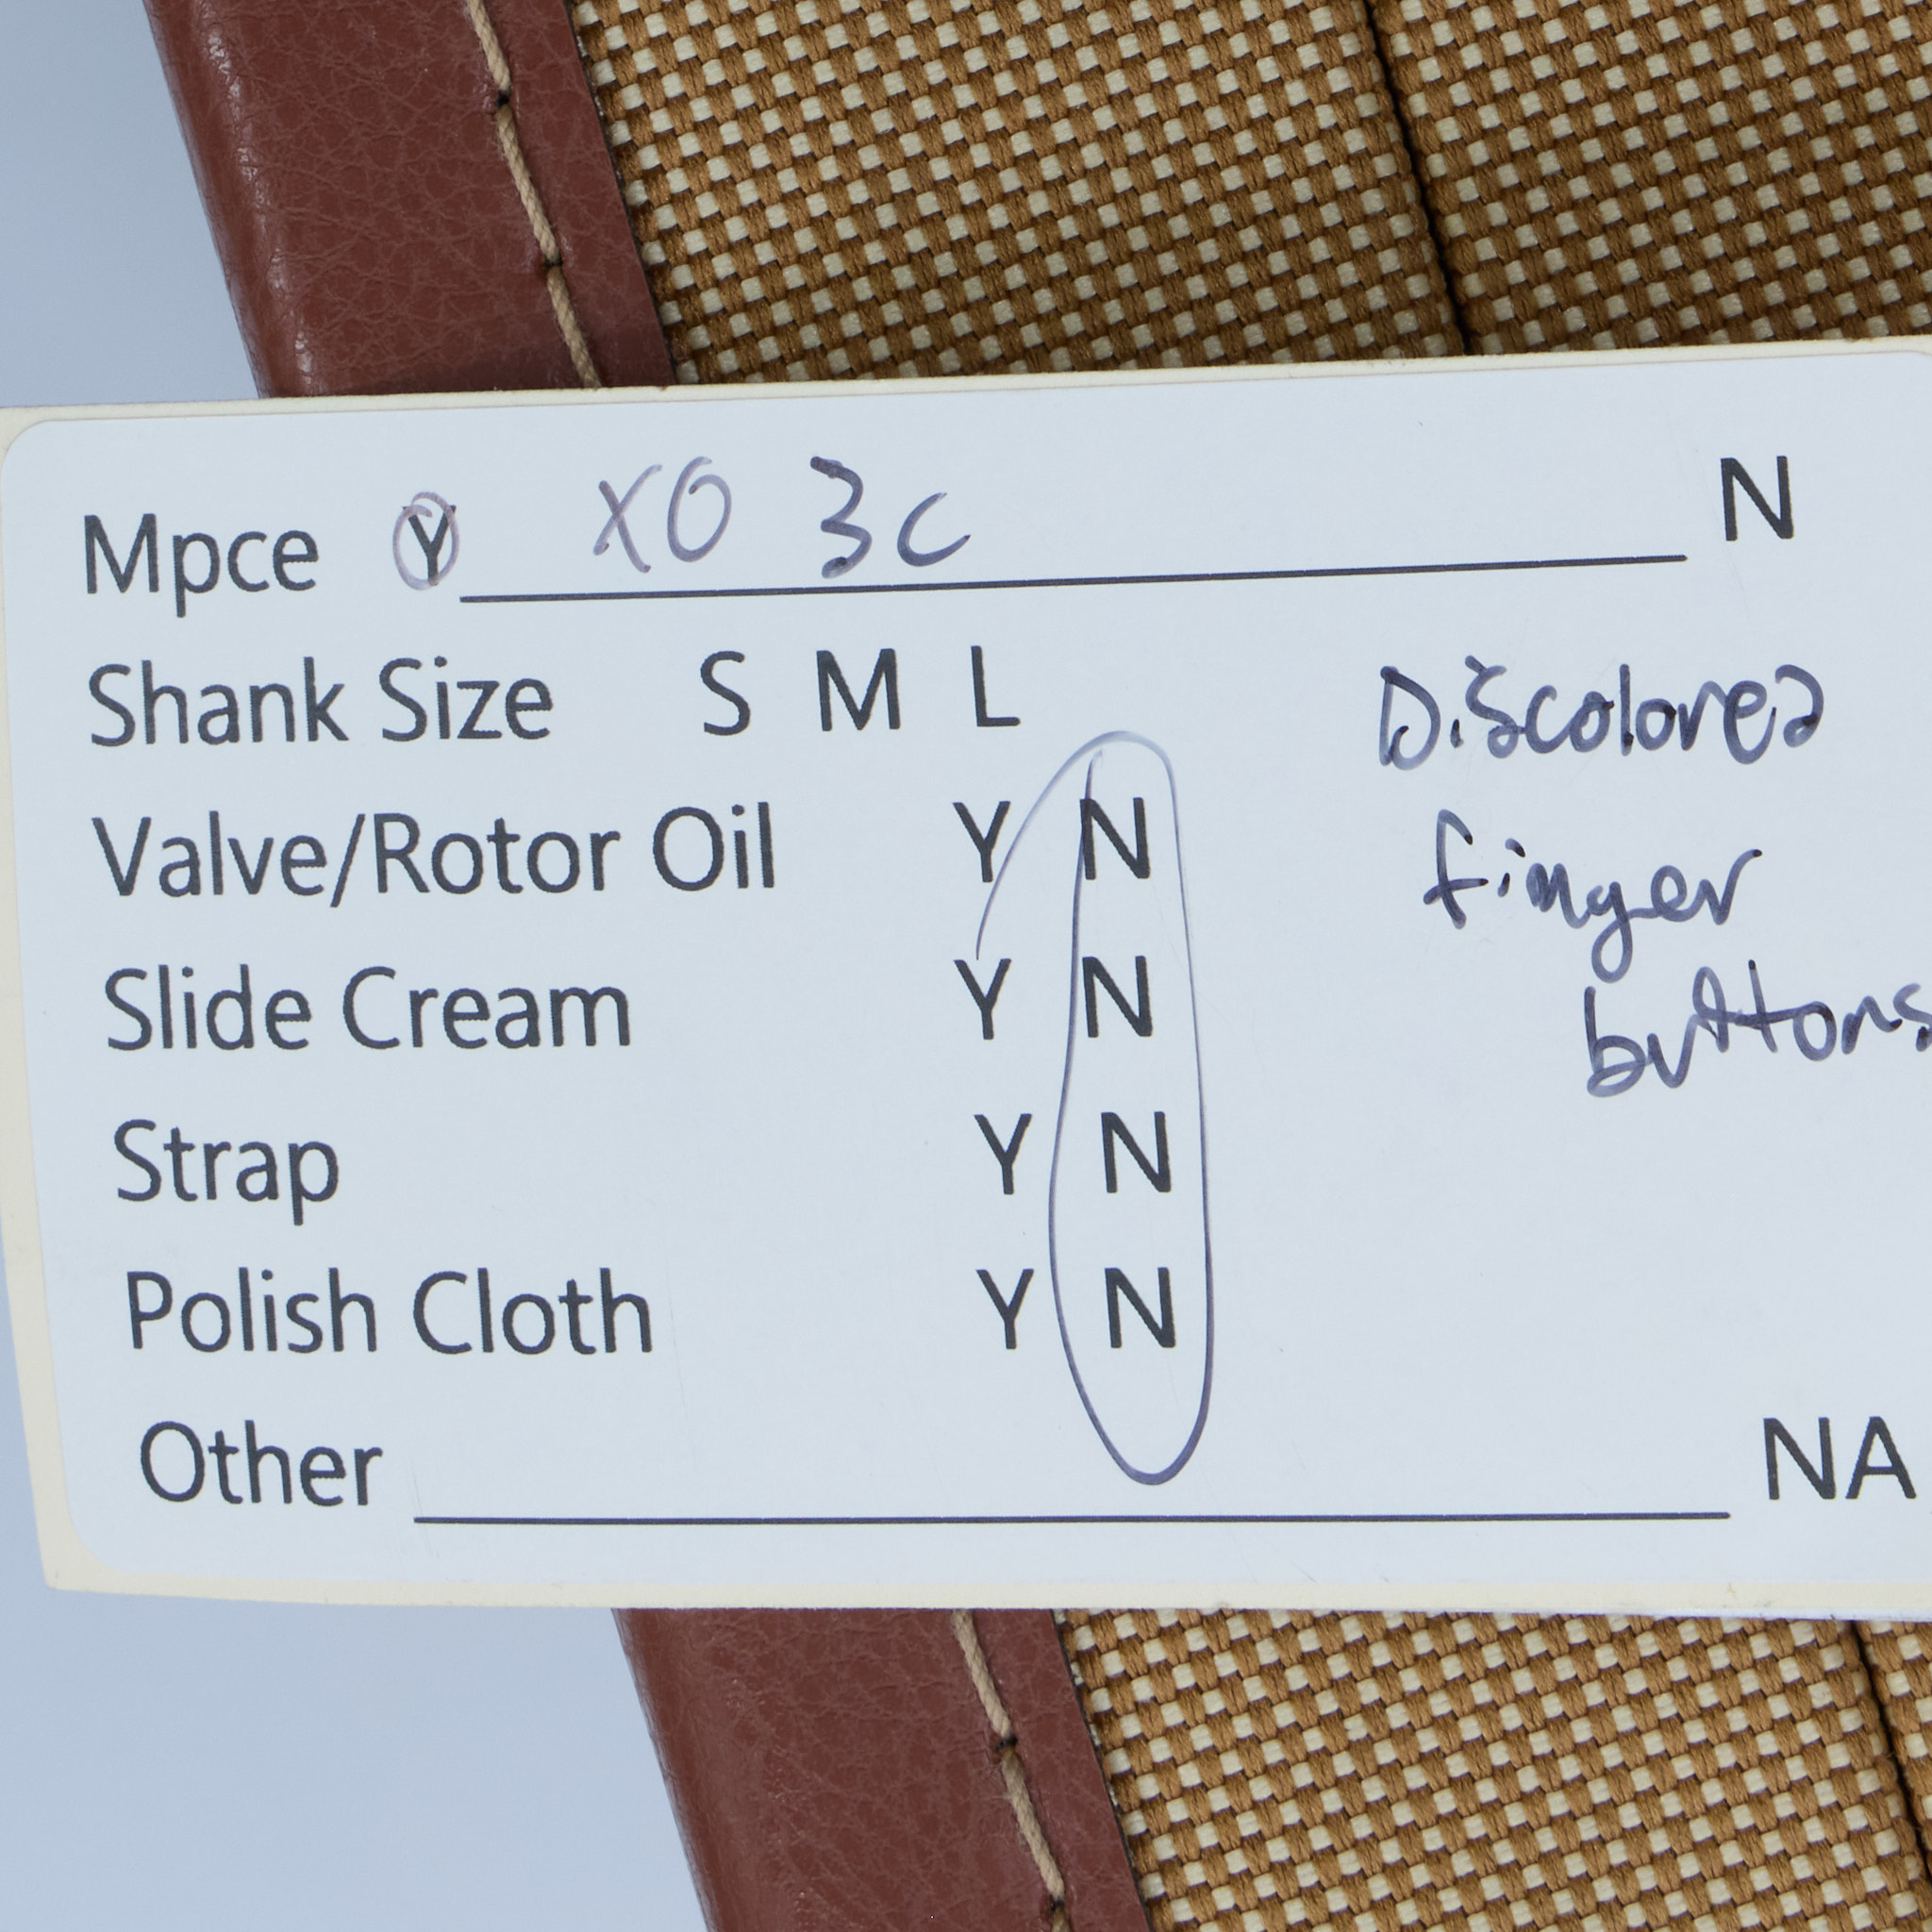 Mpce Y XO 3C N
Shank Size S M L
Discolored
Valve/Rotor Oil Y N
finger
Slide Cream Y N
buttons
Strap Y N
Polish Cloth Y N
Other NA